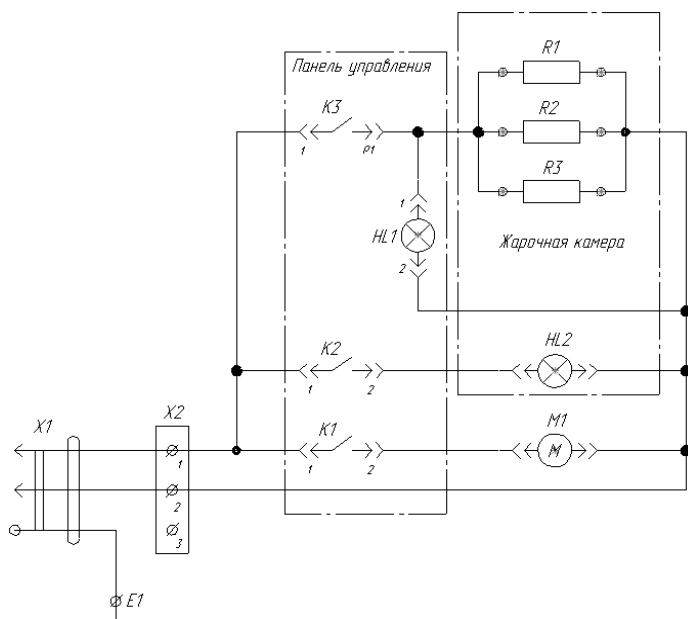 R1
Панель управления
K3
R2
1
P1
R3
1
HL1
Жарочная камера
2
K2
HL2
1
2
X1
X2
K1
M1
1
1
2
M
2
3
E1